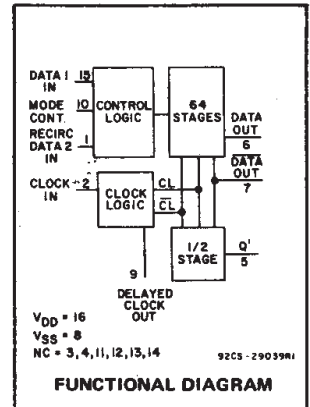 DATA 1 15
IN
MODE 10
CONT.
RECIRC 1
DATA 2
IN
CONTROL
LOGIC
64
STAGES
DATA
OUT
6
DATA
OUT
7
CLOCK 2
IN
CLOCK
LOGIC
CL
CL
1/2
STAGE
Q'
5
9
DELAYED
CLOCK
OUT
VDD = 16
VSS = 8
NC = 3,4,11,12,13,14
92CS-29039R1
FUNCTIONAL DIAGRAM